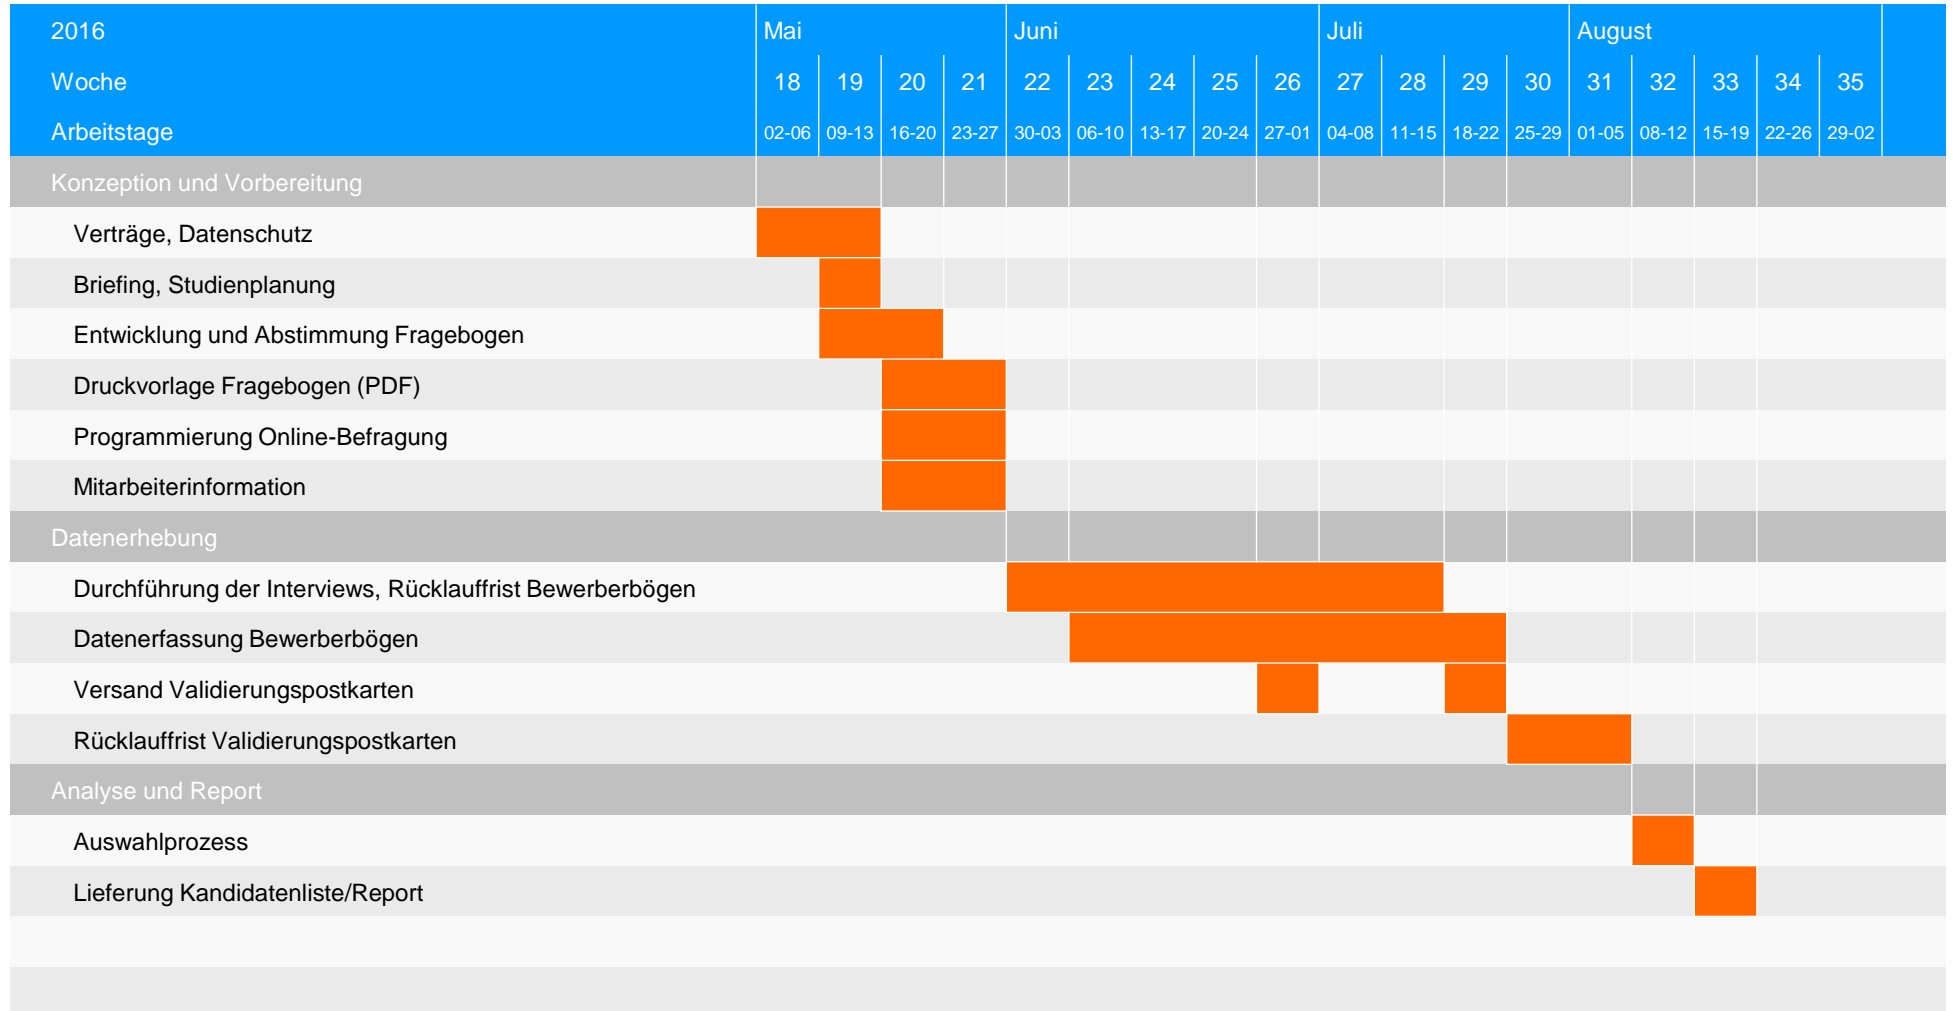 2016 Mai Juni Juli August
Woche 18 19 20 21 22 23 24 25 26 27 28 29 30 31 32 33 34 35
Arbeitstage 02-06 09-13 16-20 23-27 30-03 06-10 13-17 20-24 27-01 04-08 11-15 18-22 25-29 01-05 08-12 15-19 22-26 29-02
Konzeption und Vorbereitung
Verträge, Datenschutz
Briefing, Studienplanung
Entwicklung und Abstimmung Fragebogen
Druckvorlage Fragebogen (PDF)
Programmierung Online-Befragung
Mitarbeiterinformation
Datenerhebung
Durchführung der Interviews, Rücklauffrist Bewerberbögen
Datenerfassung Bewerberbögen
Versand Validierungspostkarten
Rücklauffrist Validierungspostkarten
Analyse und Report
Auswahlprozess
Lieferung Kandidatenliste/Report